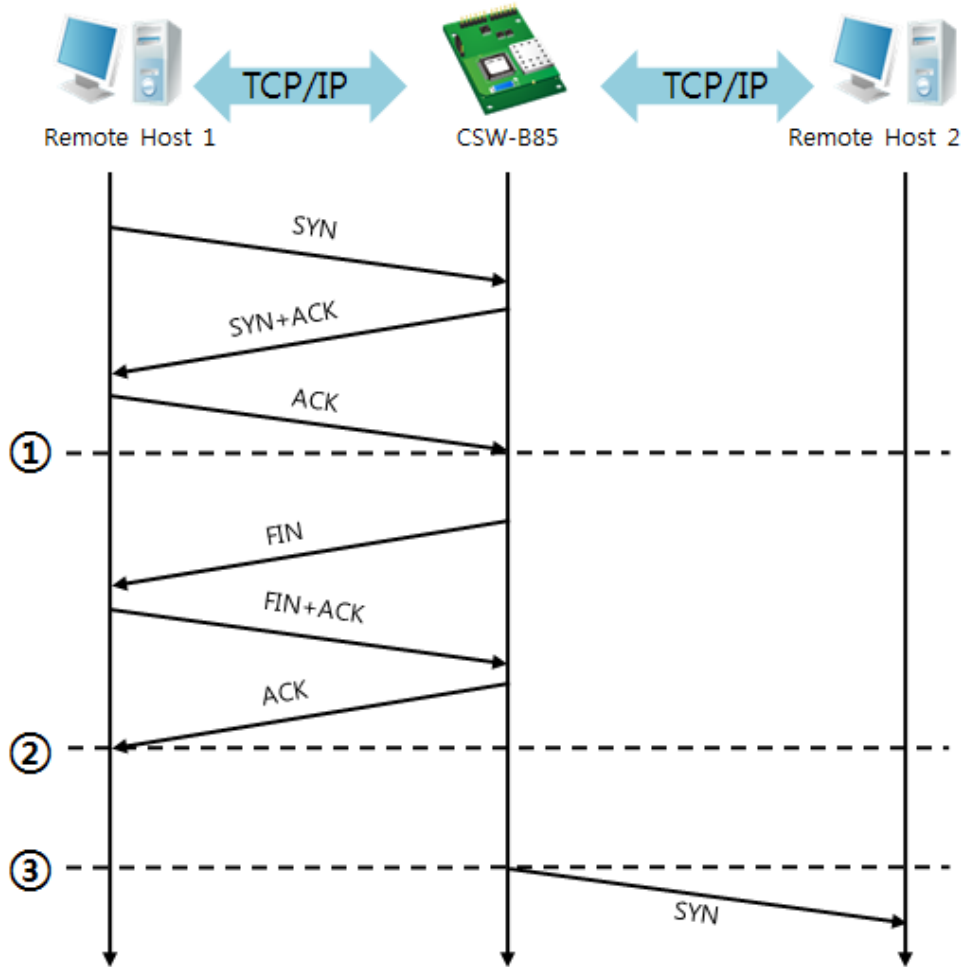 TCP/IP
TCP/IP
Remote Host 1
CSW-B85
Remote Host 2
SYN
SYN+ACK
ACK
①
FIN
FIN+ACK
ACK
②
③
SYN